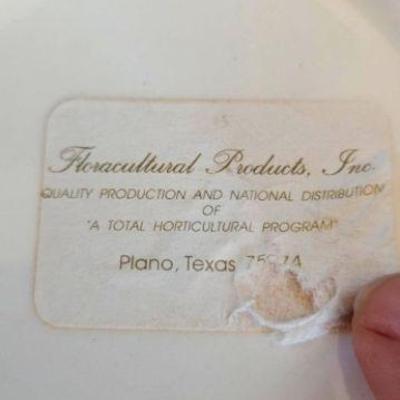 Floracultural Products, Inc.
QUALITY PRODUCTION AND NATIONAL DISTRIBUTION
OF
"A TOTAL HORTICULTURAL PROGRAM"
Plano, Texas